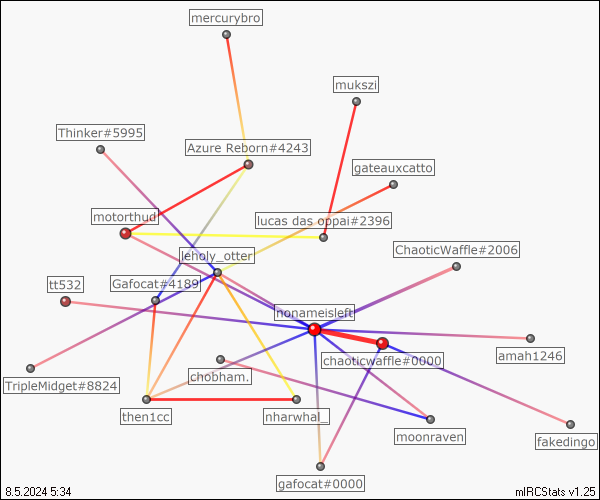 mercurybro
mukszi
Thinker#5995
Azure Reborn#4243
gateauxcatto
motorthud
lucas das oppai#2396
leholy_otter
ChaoticWaffle#2006
tt532
Gafocat#4189
nonameisleft
chaoticwaffle#0000
amah1246
TripleMidget#8824
chobham.
then1cc
nharwhal_
moonraven
fakedingo
gafocat#0000
8.5.2024 5:34
mIRCStats v1.25